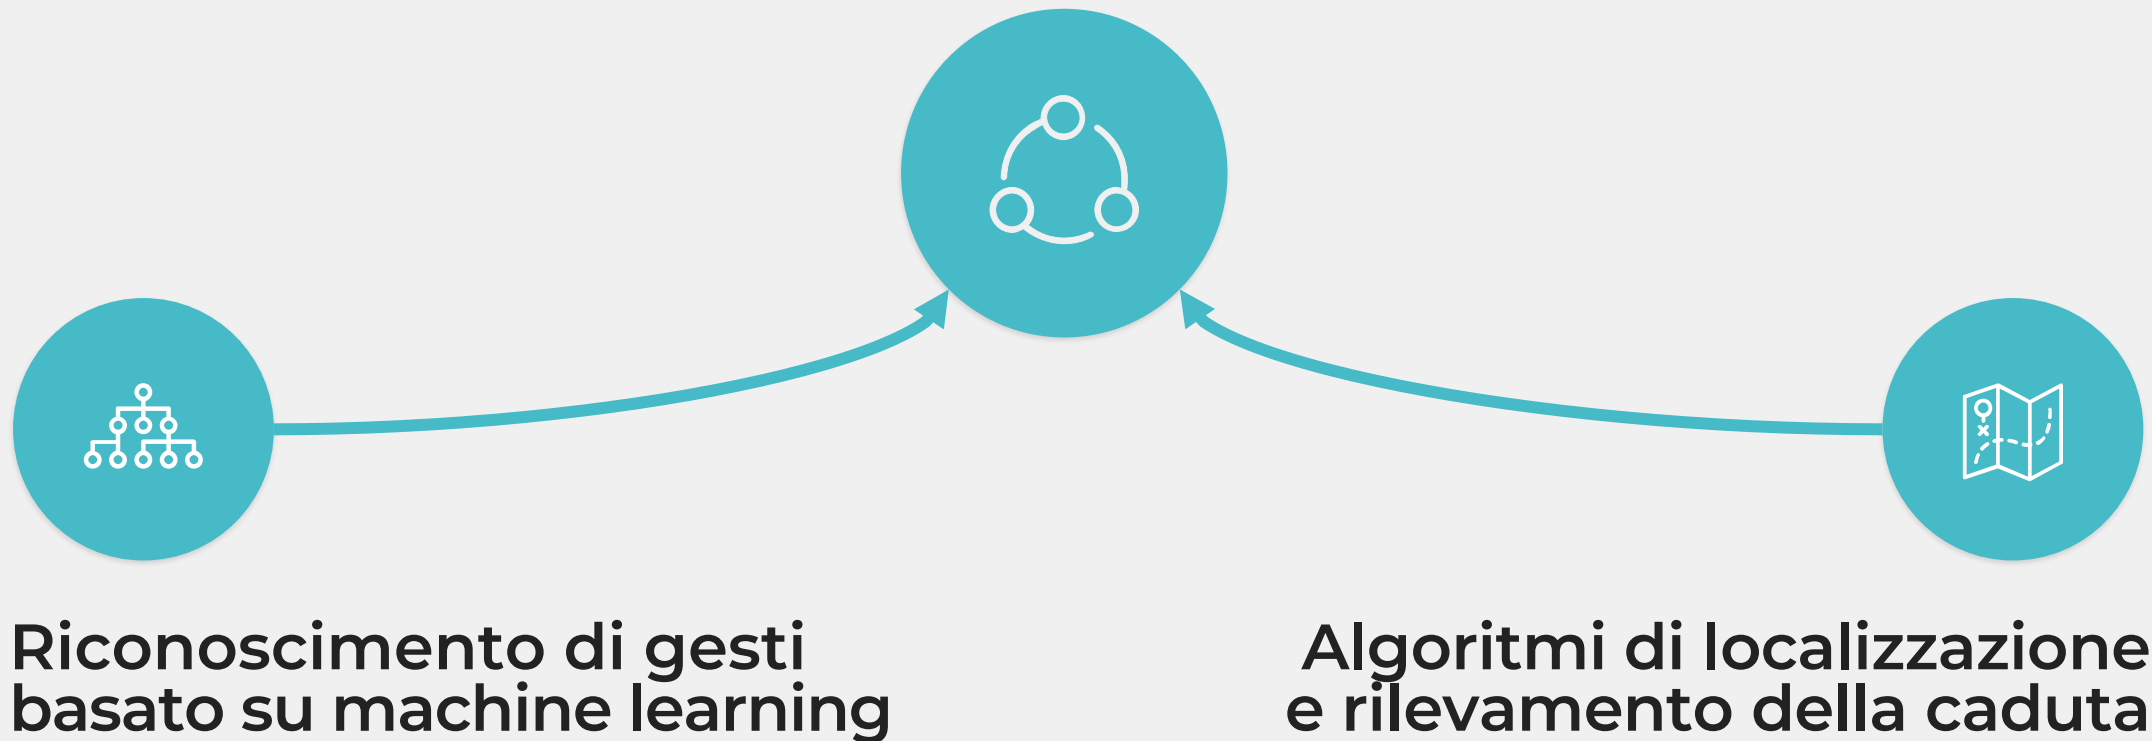 Riconoscimento di gesti
basato su machine learning
Algoritmi di localizzazione
e rilevamento della caduta